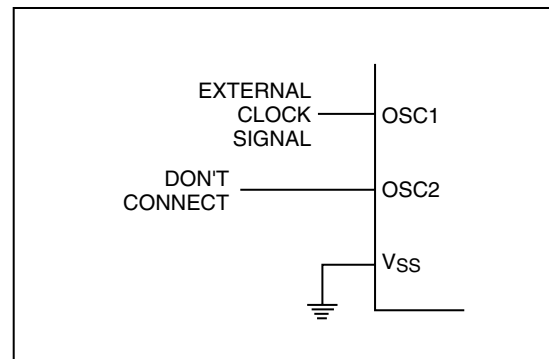 EXTERNAL
CLOCK
SIGNAL
OSC1
DON'T
CONNECT
OSC2
VSS